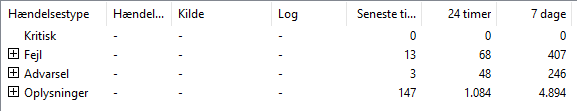 Hændelsestype Hændel... Kilde Log Seneste ti... 24 timer 7 dage
Kritisk - - - 0 0 0
Fejl - - - 13 68 407
Advarsel - - - 3 48 246
Oplysninger - - - 147 1.084 4.894